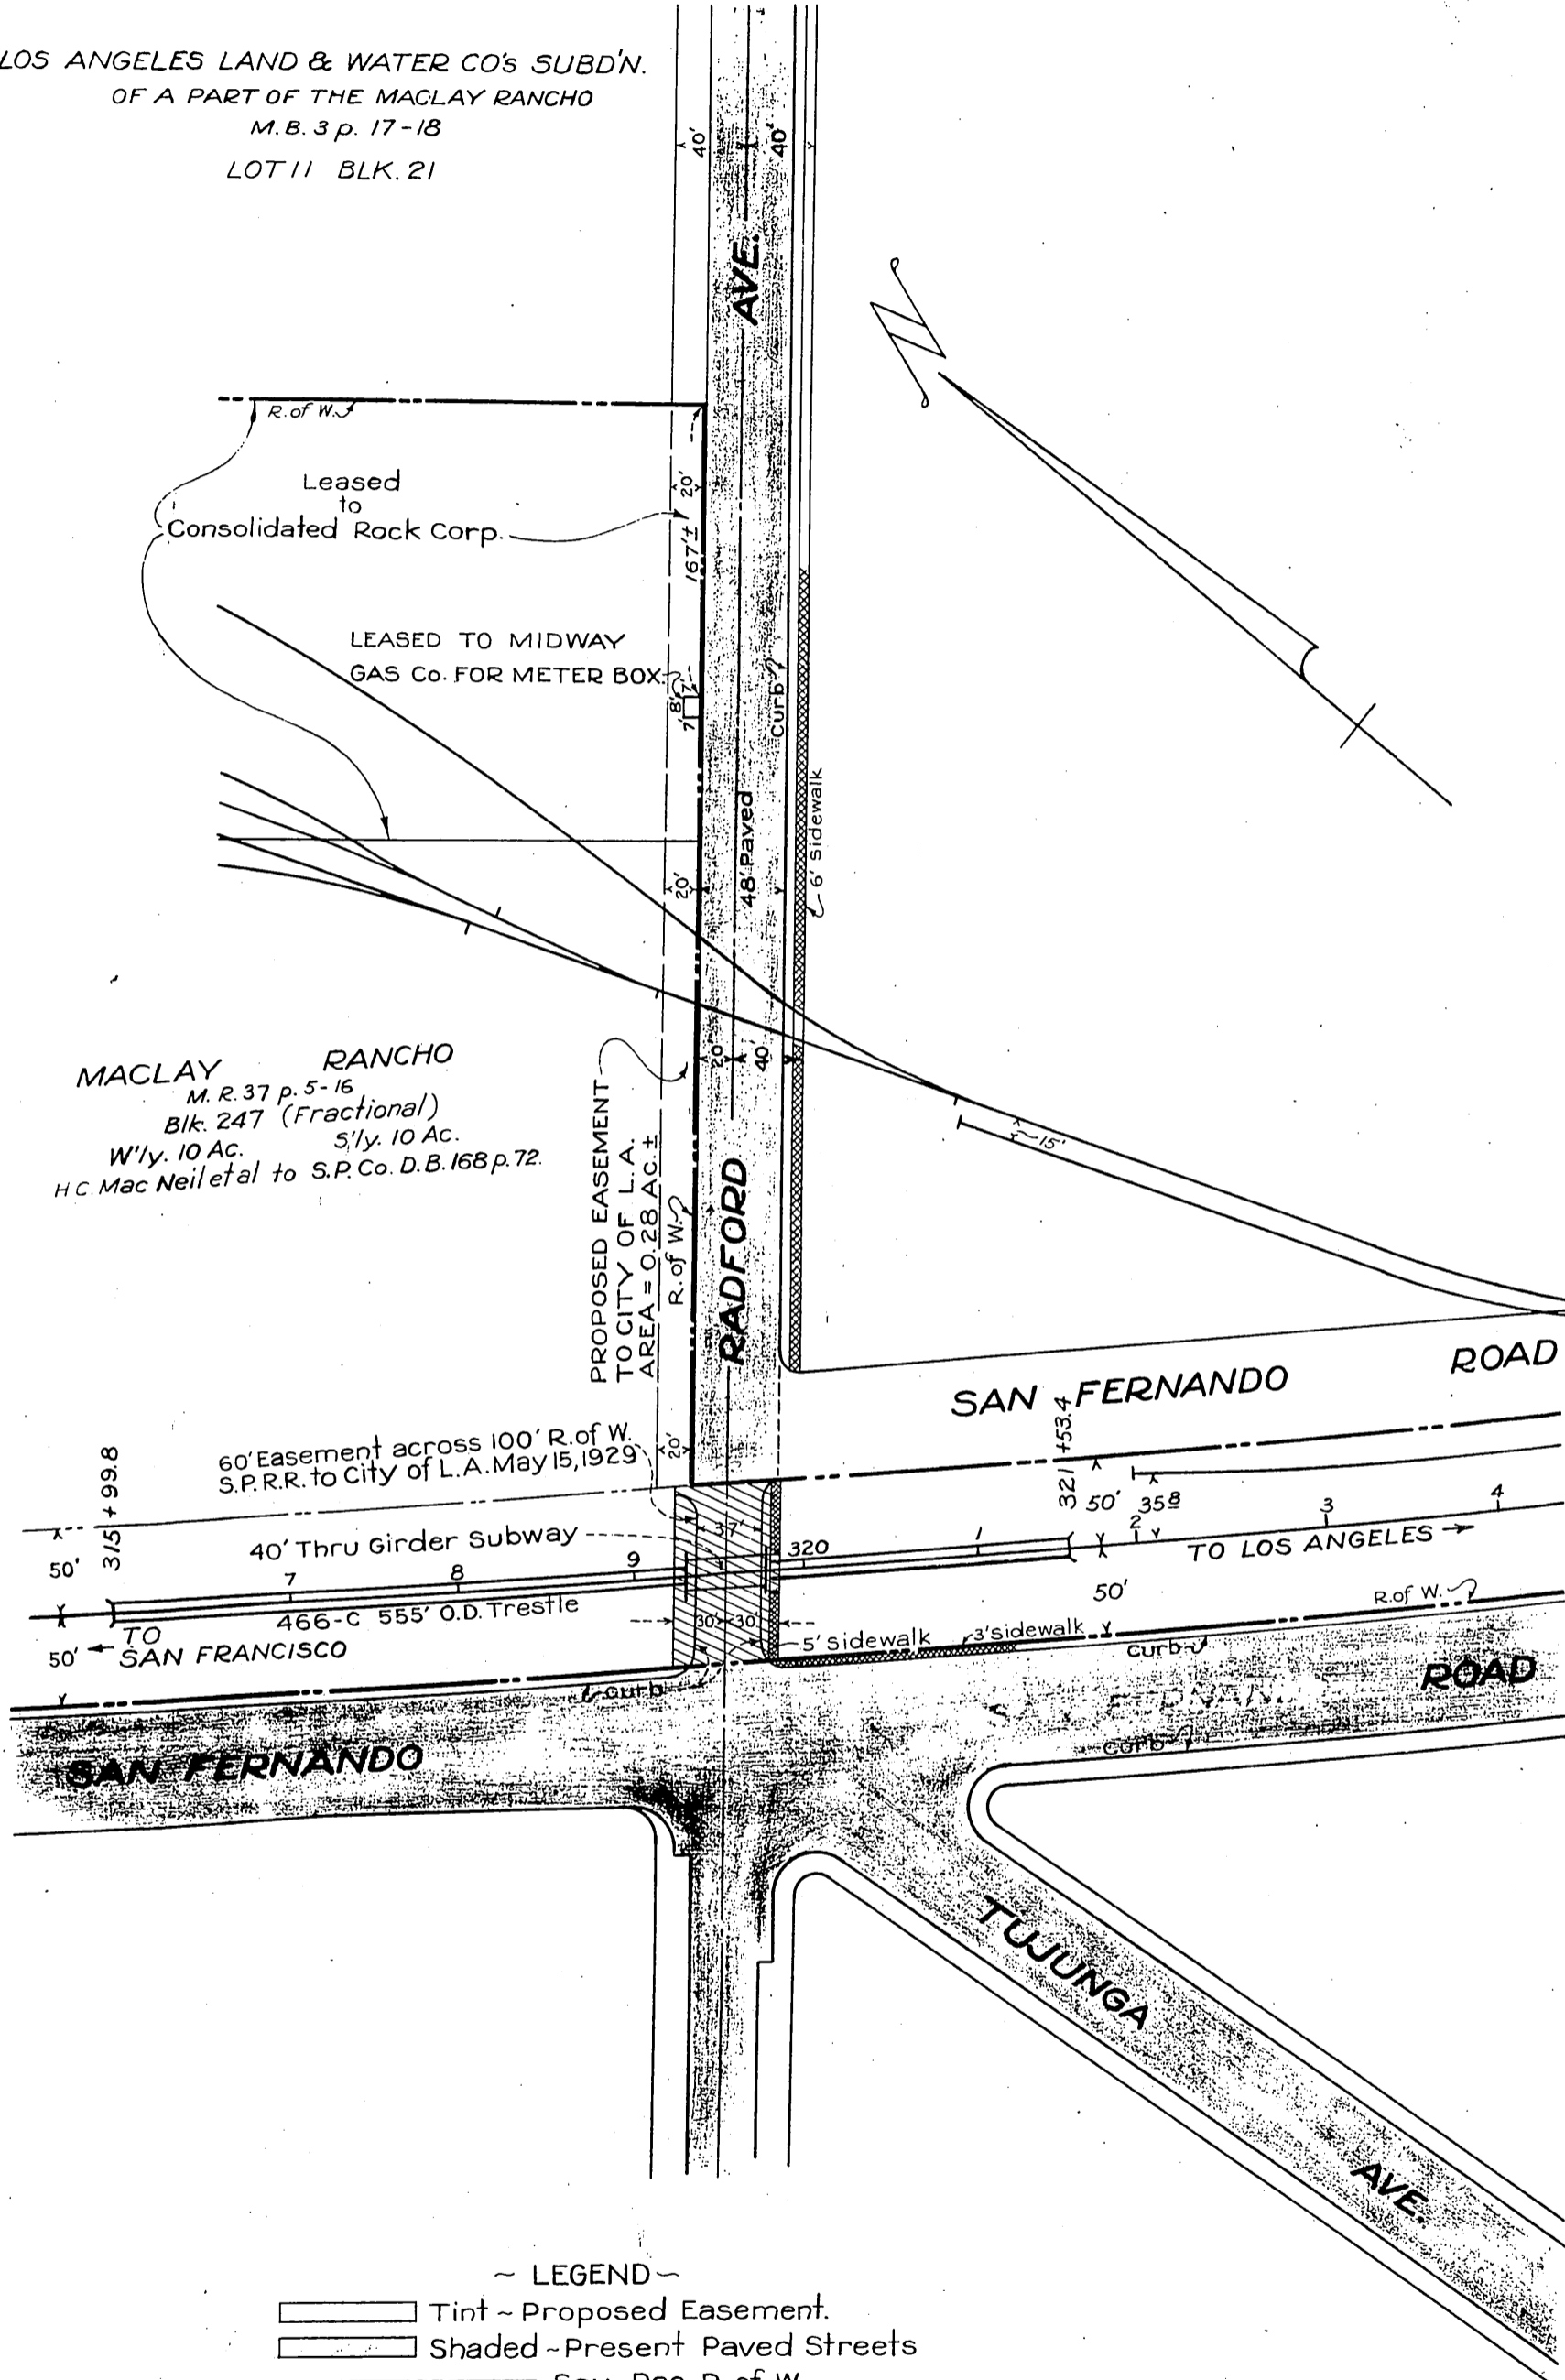 LOS ANGELES LAND & WATER CO's SUBD'N.
OF A PART OF THE MACLAY RANCHO
M.B. 3 p. 17-18
LOT 11 BLK. 21
40'
40'
AVE.
R. of W.
Leased
to
Consolidated Rock Corp.
20'
167'±
LEASED TO MIDWAY
GAS Co. FOR METER BOX.
8'
7'
7'
Curb
48' Paved
6' sidewalk
20'
20'
40'
15'
MACLAY RANCHO
M.R. 37 p. 5-16
Blk. 247 (Fractional)
W'ly. 10 Ac. S'ly. 10 Ac.
H C. Mac Neil et al to S.P. Co. D.B. 168 p. 72.
PROPOSED EASEMENT
TO CITY OF L.A.
AREA = 0.28 AC. ±
R. of W.
RADFORD
SAN FERNANDO ROAD
20'
60' Easement across 100' R. of W.
S.P.R.R. to City of L.A. May 15, 1929
315 + 99.8
321 + 53.4
50' 35 8
40' Thru Girder Subway
37'
50'
7 8 9 320 1 2 3 4
TO LOS ANGELES
466-C 555' O.D. Trestle
50'
R. of W.
30' 30'
TO
50' SAN FRANCISCO
5' sidewalk 3' sidewalk
Curb
Curb
ROAD
SAN FERNANDO
Curb
TUJUNGA
AVE.
~ LEGEND ~
Tint ~ Proposed Easement.
Shaded ~ Present Paved Streets